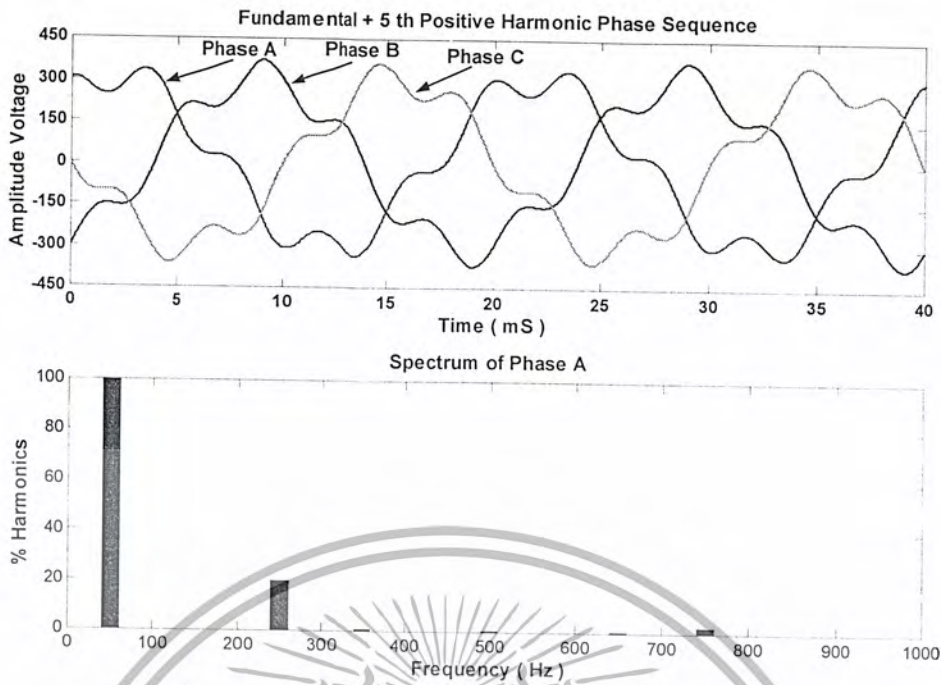 Fundamental + 5 th Positive Harmonic Phase Sequence
450
300
150
0
-150
-300
-450
Amplitude Voltage
Phase A
Phase B
Phase C
0 5 10 15 20 25 30 35 40
Time ( mS )
Spectrum of Phase A
100
80
60
40
20
0
% Harmonics
0 100 200 300 400 500 600 700 800 900 1000
Frequency ( Hz )